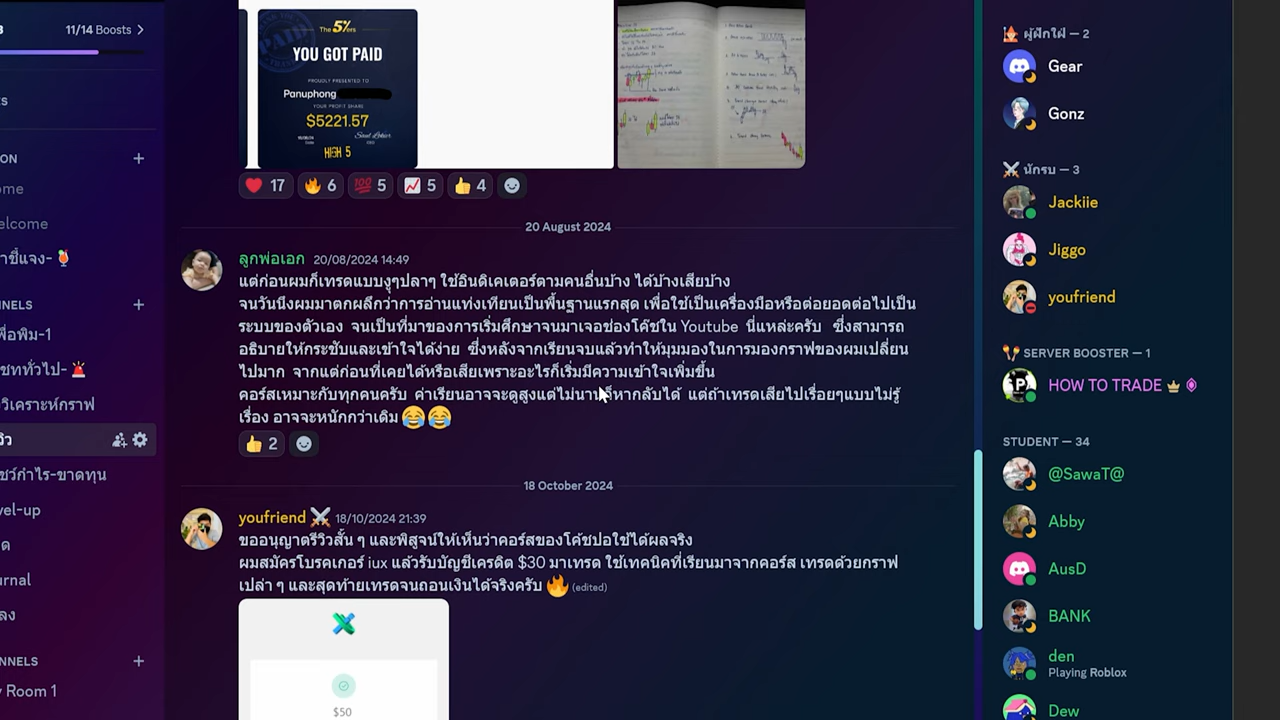 11/14 Boosts
The 5%ers
YOU GOT PAID
PROUDLY PRESENTED TO
Panuphong
YOUR PROFIT SHARE
$5221.57
HIGH 5
17
6
5
5
4
20 August 2024
ลูกพ่อเอก 20/08/2024 14:49
แต่ก่อนผมก็เทรดแบบงูๆปลาๆ ใช้อินดิเคเตอร์ตามคนอื่นบ้าง ได้บ้างเสียบ้าง
จนวันนึงผมมาตกผลึกว่าการอ่านแท่งเทียนเป็นพื้นฐานแรกสุด เพื่อใช้เป็นเครื่องมือหรือต่อยอดต่อไปเป็น
ระบบของตัวเอง จนเป็นที่มาของการเริ่มศึกษาจนมาเจอช่องโค๊ชใน Youtube นี่แหล่ะครับ ซึ่งสามารถ
อธิบายให้กระชับและเข้าใจได้ง่าย ซึ่งหลังจากเรียนจบแล้วทำให้มุมมองในการมองกราฟของผมเปลี่ยน
ไปมาก จากแต่ก่อนที่เคยได้หรือเสียเพราะอะไรก็เริ่มมีความเข้าใจเพิ่มขึ้น
คอร์สเหมาะกับทุกคนครับ ค่าเรียนอาจจะดูสูงแต่ไม่นานก็หากลับได้ แต่ถ้าเทรดเสียไปเรื่อยๆแบบไม่รู้
เรื่อง อาจจะหนักกว่าเดิม 😂😂
2
18 October 2024
youfriend ⚔️ 18/10/2024 21:39
ขออนุญาตรีวิวสั้น ๆ และพิสูจน์ให้เห็นว่าคอร์สของโค๊ชปอใช้ได้ผลจริง
ผมสมัครโบรคเกอร์ iux แล้วรับบัญชีเครดิต $30 มาเทรด ใช้เทคนิคที่เรียนมาจากคอร์ส เทรดด้วยกราฟ
เปล่า ๆ และสุดท้ายเทรดจนถอนเงินได้จริงครับ 🔥 (edited)
$50
ON
ome
elcome
าชี้แจง-
NELS
พื่อพิม-1
ชททั่วไป-
วิเคราะห์กราฟ
วิว
ชว์กำไร-ขาดทุน
vel-up
ด
urnal
ลง
NNELS
y Room 1
ผู้ฝึกใฝ่ — 2
Gear
Gonz
นักรบ — 3
Jackiie
Jiggo
youfriend
SERVER BOOSTER — 1
HOW TO TRADE
STUDENT — 34
@SawaT@
Abby
AusD
BANK
den
Playing Roblox
Dew